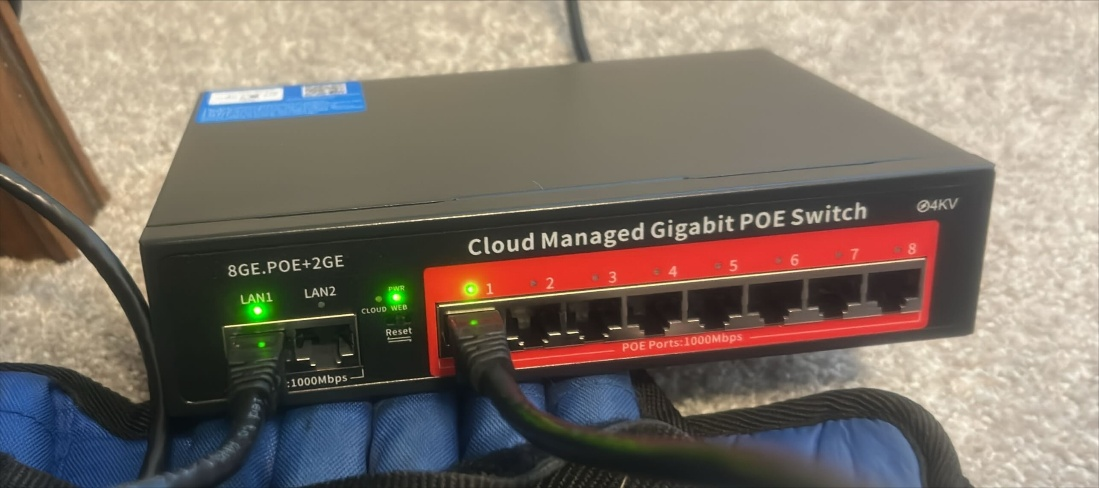 Cloud Managed Gigabit POE Switch
4KV
8GE.POE+2GE
LAN1 LAN2
PWR
CLOUD WEB
Reset
:1000Mbps
1 2 3 4 5 6 7 8
POE Ports:1000Mbps